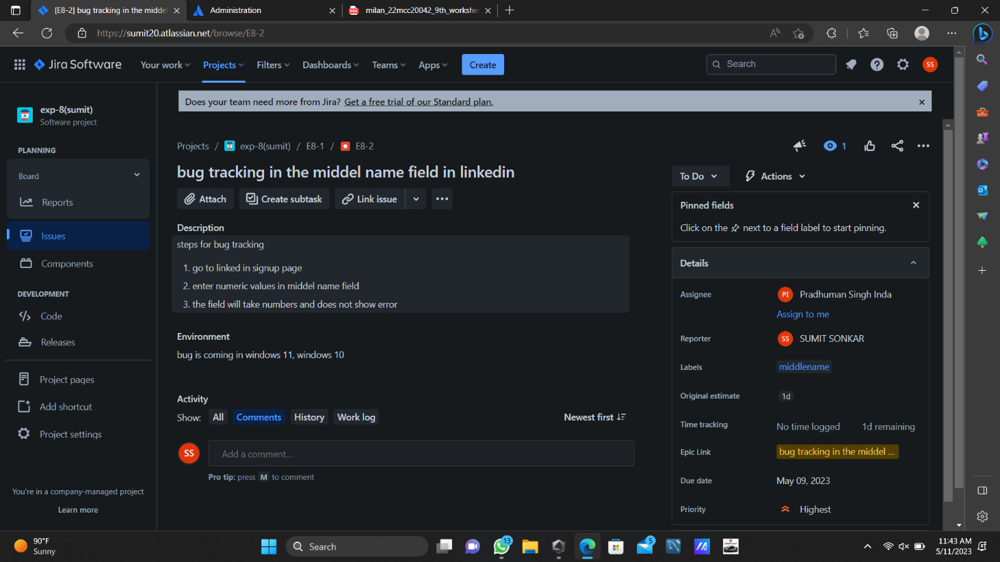 [E8-2] bug tracking in the middel
Administration
milan_22mcc20042_9th_workshe
https://sumit20.atlassian.net/browse/E8-2
Jira Software
Your work
Projects
Filters
Dashboards
Teams
Apps
Create
Search
SS
exp-8(sumit)
Software project
PLANNING
Board
Reports
Issues
Components
DEVELOPMENT
Code
Releases
Project pages
Add shortcut
Project settings
You're in a company-managed project
Learn more
Does your team need more from Jira? Get a free trial of our Standard plan.
Projects / exp-8(sumit) / E8-1 / E8-2
1
bug tracking in the middel name field in linkedin
Attach
Create subtask
Link issue
Description
steps for bug tracking
1. go to linked in signup page
2. enter numeric values in middel name field
3. the field will take numbers and does not show error
Environment
bug is coming in windows 11, windows 10
Activity
Show: All Comments History Work log
Newest first
SS
Add a comment...
Pro tip: press M to comment
To Do
Actions
Pinned fields
Click on the next to a field label to start pinning.
Details
Assignee
PI Pradhuman Singh Inda
Assign to me
Reporter
SS SUMIT SONKAR
Labels
middlename
Original estimate
1d
Time tracking
No time logged 1d remaining
Epic Link
bug tracking in the middel ...
Due date
May 09, 2023
Priority
Highest
90°F
Sunny
Search
13
5
11:43 AM
5/11/2023